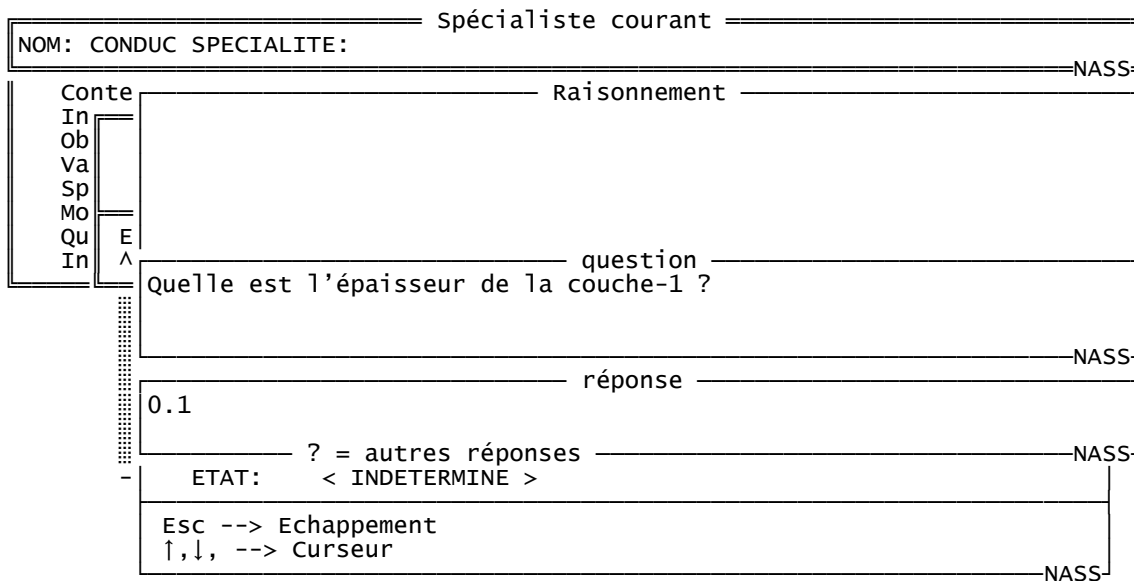 Spécialiste courant
NOM: CONDUC SPECIALITE:
NASS
Conte
Raisonnement
In
Ob
Va
Sp
Mo
Qu E
In ^
question
Quelle est l’épaisseur de la couche-1 ?
NASS
réponse
0.1
? = autres réponses
NASS
- ETAT: < INDETERMINE >
Esc --> Echappement
↑,↓, --> Curseur
NASS